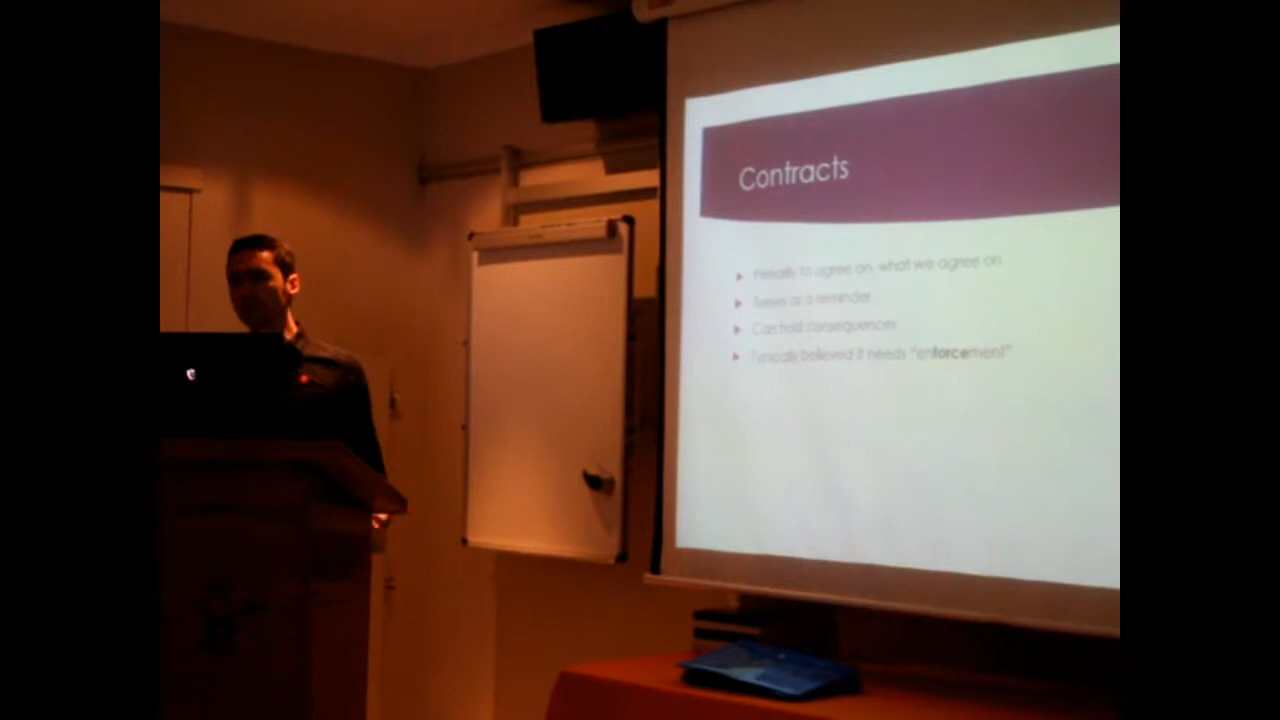 Contracts
to agree on, what we agree on
Serves as a reminder
Can hold consequences
Typically believed it needs "enforcement"